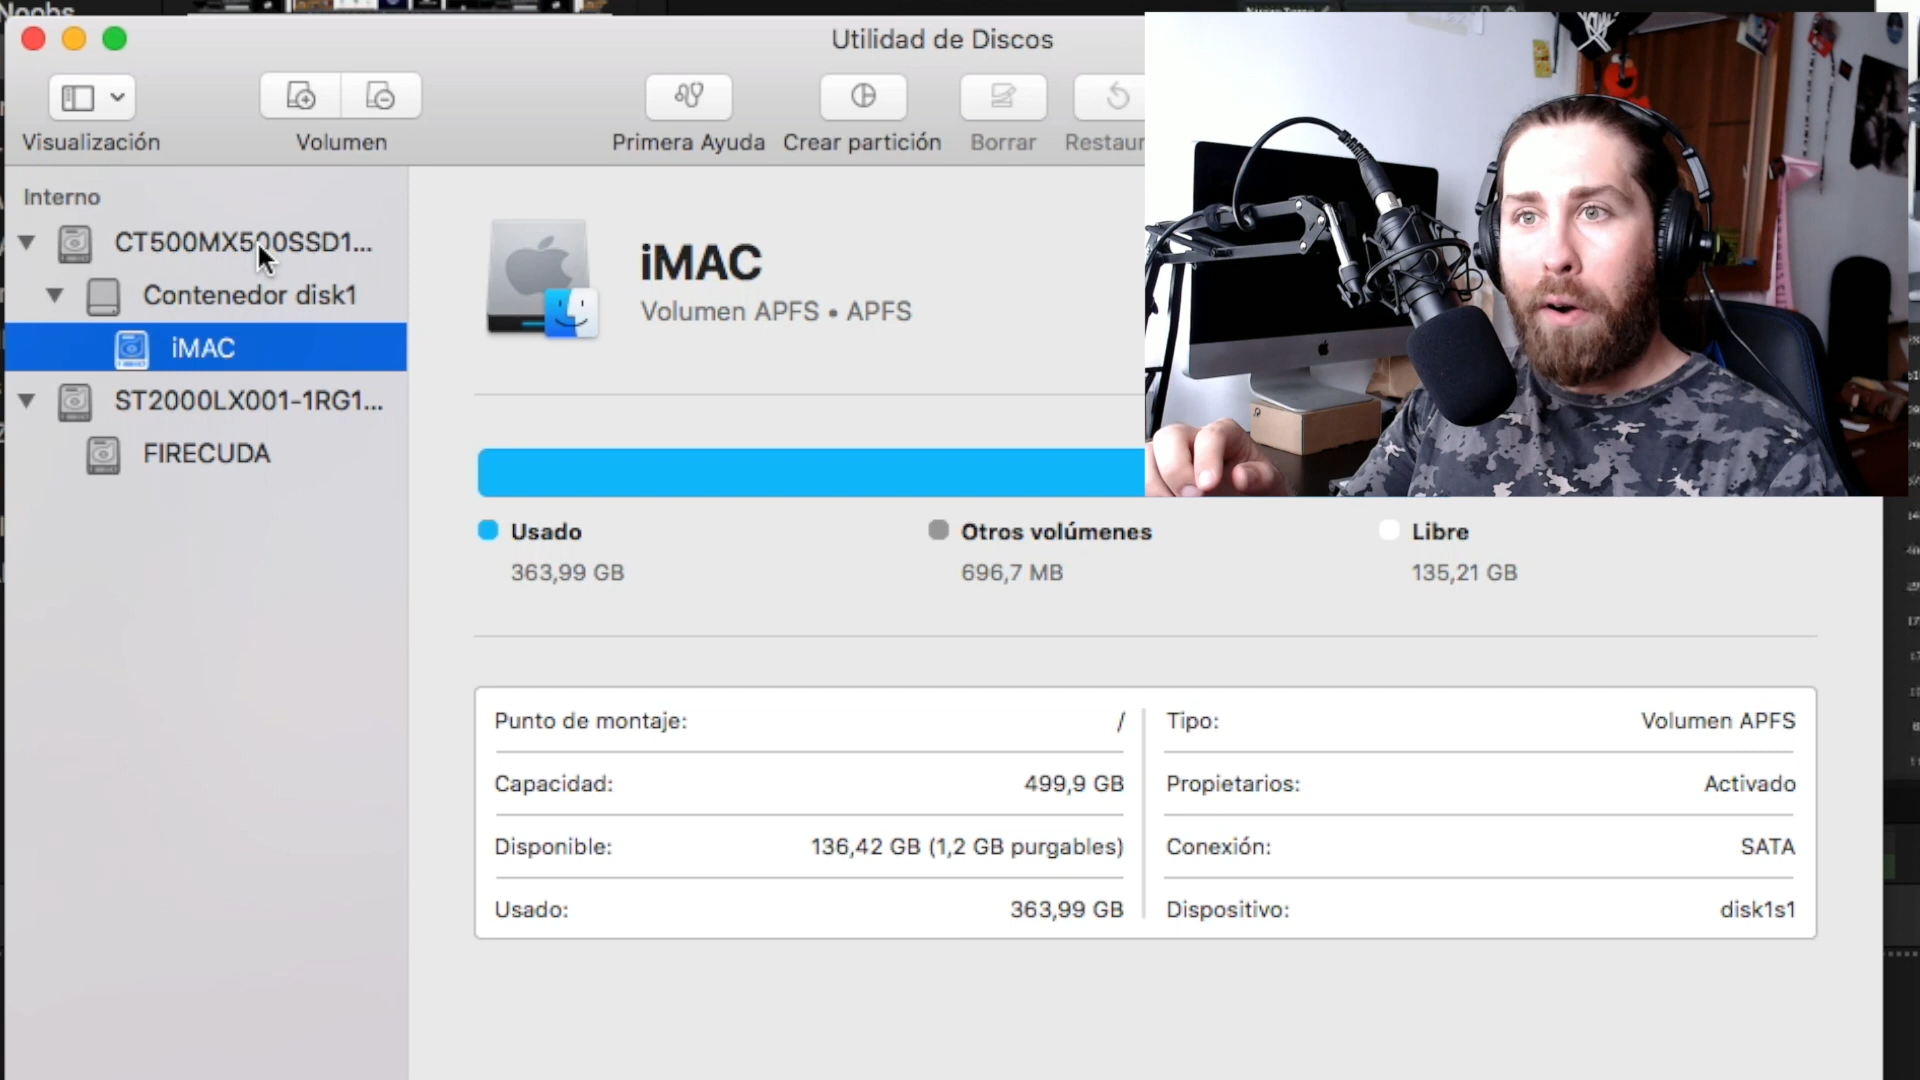 Noobs
Utilidad de Discos
Visualización
Volumen
Primera Ayuda
Crear partición
Borrar
Restaur
Interno
CT500MX500SSD1...
Contenedor disk1
iMAC
ST2000LX001-1RG1...
FIRECUDA
iMAC
Volumen APFS • APFS
Usado
363,99 GB
Otros volúmenes
696,7 MB
Libre
135,21 GB
Punto de montaje: /
Capacidad: 499,9 GB
Disponible: 136,42 GB (1,2 GB purgables)
Usado: 363,99 GB
Tipo: Volumen APFS
Propietarios: Activado
Conexión: SATA
Dispositivo: disk1s1